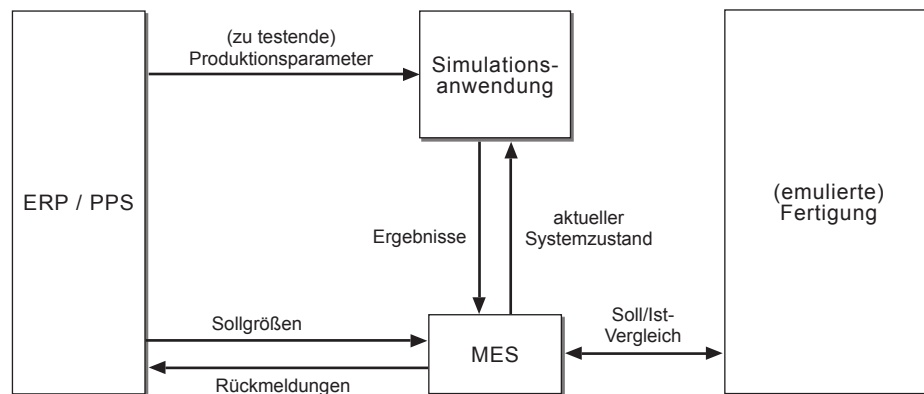 (zu testende)
Produktionsparameter
Simulations-
anwendung
ERP / PPS
(emulierte)
Fertigung
Ergebnisse
aktueller
Systemzustand
Sollgrößen
MES
Soll/Ist-
Vergleich
Rückmeldungen